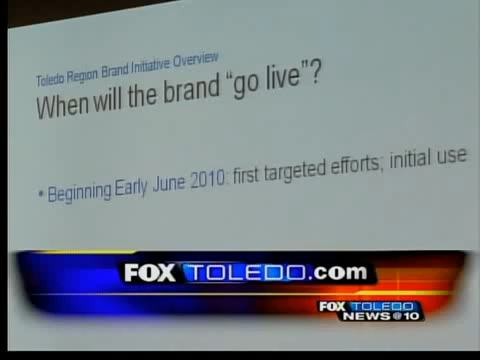 Toledo Region Brand Initiative Overview
When will the brand “go live”?
• Beginning Early June 2010: first targeted efforts; initial use
FOX TOLEDO.com
FOX TOLEDO
NEWS@10